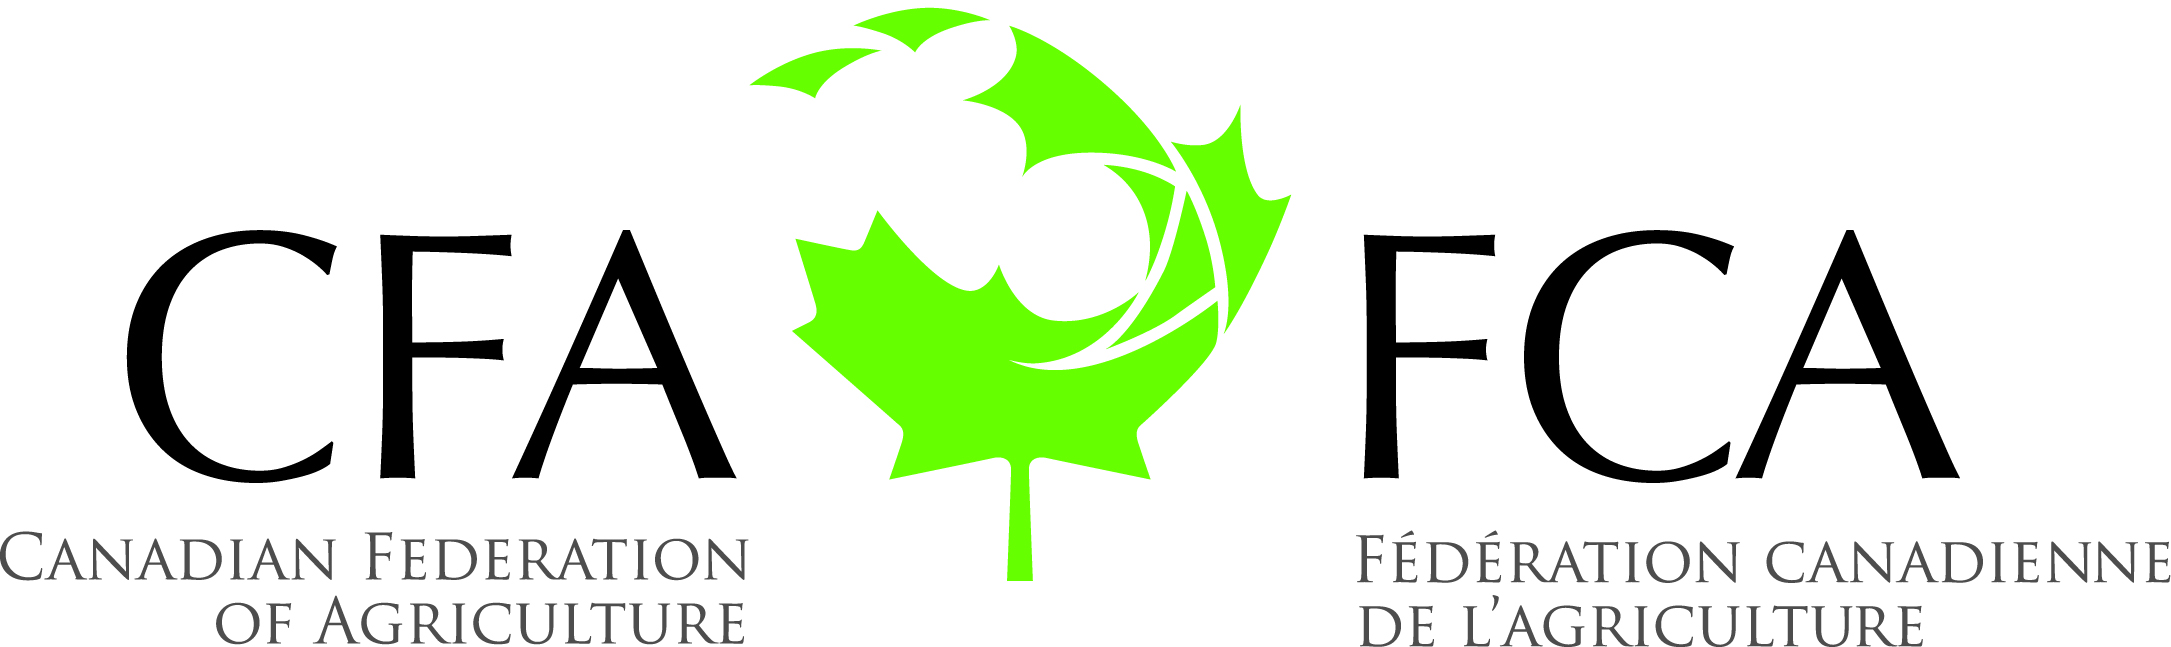 CFA
CANADIAN FEDERATION
OF AGRICULTURE
FCA
FÉDÉRATION CANADIENNE
DE L'AGRICULTURE